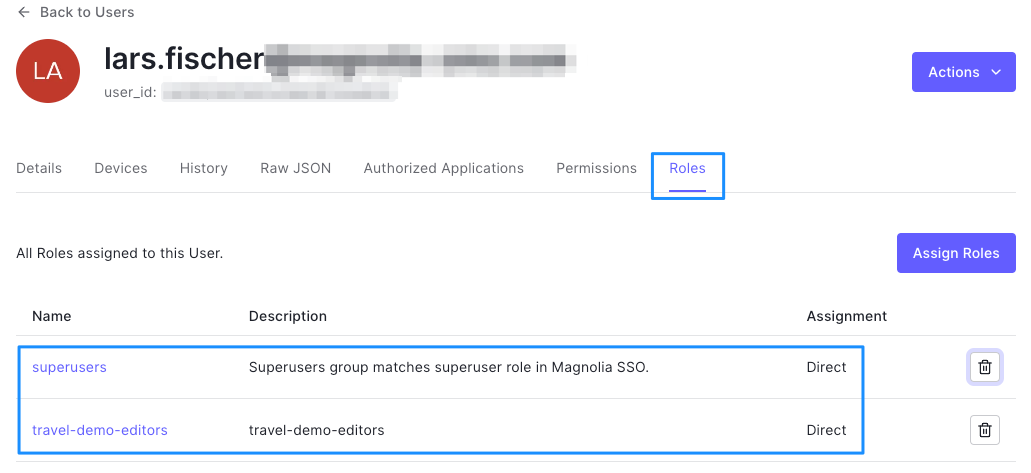 ← Back to Users
LA
lars.fischer
user_id:
Actions
Details Devices History Raw JSON Authorized Applications Permissions Roles
All Roles assigned to this User.
Assign Roles
Name Description Assignment
superusers Superusers group matches superuser role in Magnolia SSO. Direct
travel-demo-editors travel-demo-editors Direct